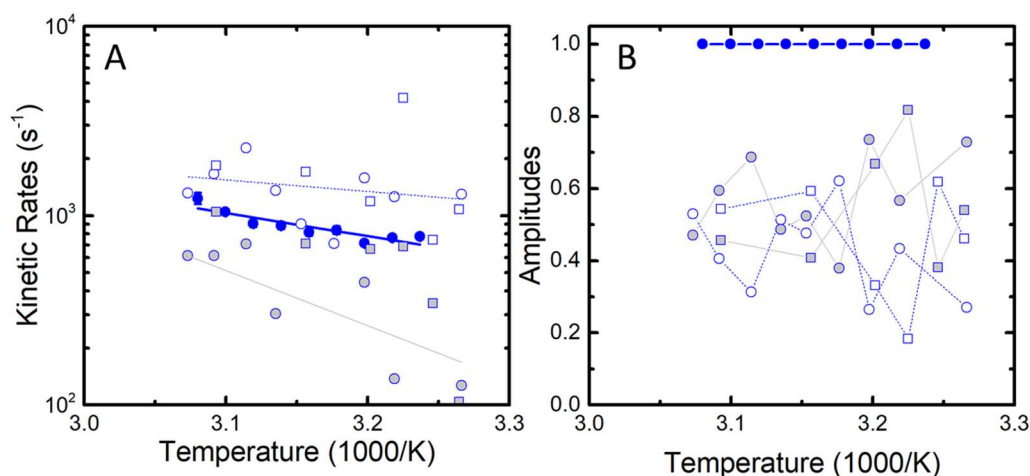 A
B
Kinetic Rates (s⁻¹)
10⁴
10³
10²
3.0
3.1
3.2
3.3
Temperature (1000/K)
Amplitudes
1.0
0.8
0.6
0.4
0.2
0.0
3.0
3.1
3.2
3.3
Temperature (1000/K)